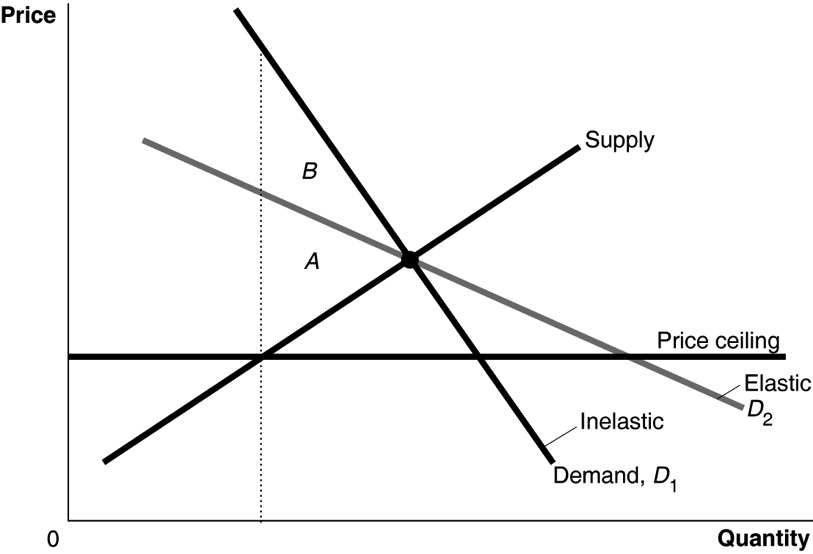 Price
Supply
B
A
Price ceiling
Elastic
D2
Inelastic
Demand, D1
0
Quantity